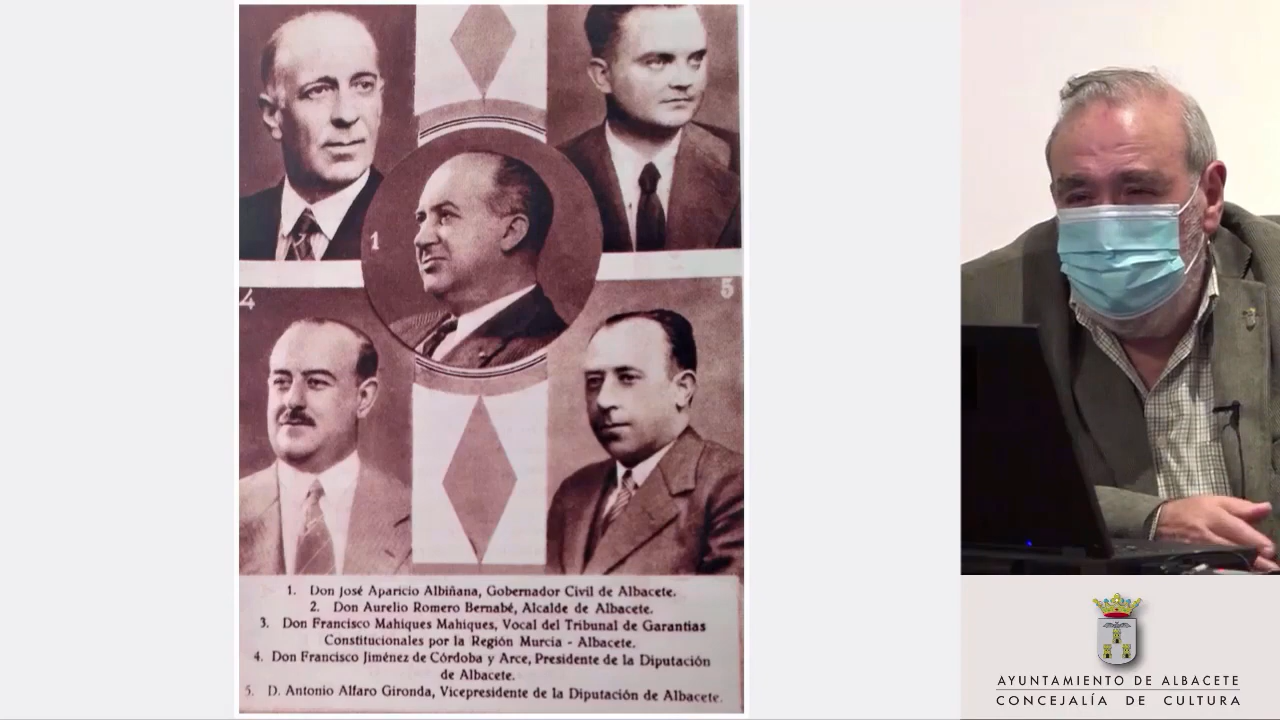 1
4
5
1. Don José Aparicio Albiñana, Gobernador Civil de Albacete.
2. Don Aurelio Romero Bernabé, Alcalde de Albacete.
3. Don Francisco Mahiques Mahiques, Vocal del Tribunal de Garantias
Constitucionales por la Región Murcia - Albacete.
4. Don Francisco Jiménez de Córdoba y Arce, Presidente de la Diputación
de Albacete.
5. D. Antonio Alfaro Gironda, Vicepresidente de la Diputación de Albacete.
AYUNTAMIENTO DE ALBACETE
CONCEJALÍA DE CULTURA